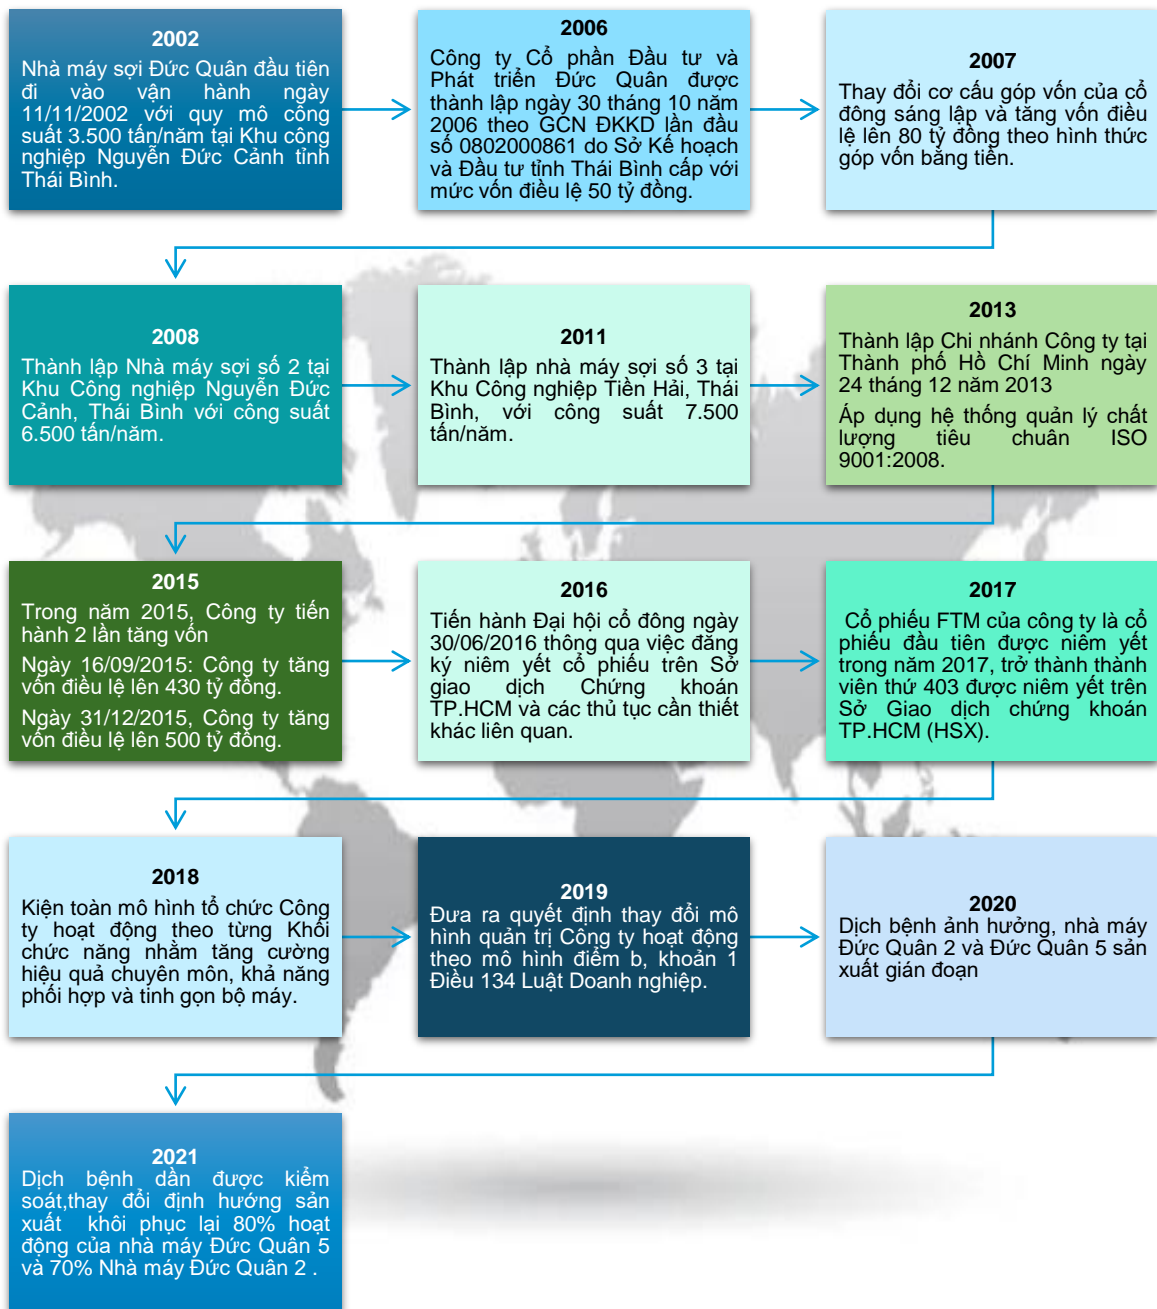 2002
Nhà máy sợi Đức Quân đầu tiên
đi vào vận hành ngày
11/11/2002 với quy mô công
suất 3.500 tấn/năm tại Khu công
nghiệp Nguyễn Đức Cảnh tỉnh
Thái Bình.
2006
Công ty Cổ phần Đầu tư và
Phát triển Đức Quân được
thành lập ngày 30 tháng 10 năm
2006 theo GCN ĐKKD lần đầu
số 0802000861 do Sở Kế hoạch
và Đầu tư tỉnh Thái Bình cấp với
mức vốn điều lệ 50 tỷ đồng.
2007
Thay đổi cơ cấu góp vốn của cổ
đông sáng lập và tăng vốn điều
lệ lên 80 tỷ đồng theo hình thức
góp vốn bằng tiền.
2008
Thành lập Nhà máy sợi số 2 tại
Khu Công nghiệp Nguyễn Đức
Cảnh, Thái Bình với công suất
6.500 tấn/năm.
2011
Thành lập nhà máy sợi số 3 tại
Khu Công nghiệp Tiền Hải, Thái
Bình, với công suất 7.500
tấn/năm.
2013
Thành lập Chi nhánh Công ty tại
Thành phố Hồ Chí Minh ngày
24 tháng 12 năm 2013
Áp dụng hệ thống quản lý chất
lượng tiêu chuân ISO
9001:2008.
2015
Trong năm 2015, Công ty tiến
hành 2 lần tăng vốn
Ngày 16/09/2015: Công ty tăng
vốn điều lệ lên 430 tỷ đồng.
Ngày 31/12/2015, Công ty tăng
vốn điều lệ lên 500 tỷ đồng.
2016
Tiến hành Đại hội cổ đông ngày
30/06/2016 thông qua việc đăng
ký niêm yết cổ phiếu trên Sở
giao dịch Chứng khoán
TP.HCM và các thủ tục cần thiết
khác liên quan.
2017
Cổ phiếu FTM của công ty là cổ
phiếu đầu tiên được niêm yết
trong năm 2017, trở thành thành
viên thứ 403 được niêm yết trên
Sở Giao dịch chứng khoán
TP.HCM (HSX).
2018
Kiện toàn mô hình tổ chức Công
ty hoạt động theo từng Khối
chức năng nhằm tăng cường
hiệu quả chuyên môn, khả năng
phối hợp và tinh gọn bộ máy.
2019
Đưa ra quyết định thay đổi mô
hình quản trị Công ty hoạt động
theo mô hình điểm b, khoản 1
Điều 134 Luật Doanh nghiệp.
2020
Dịch bệnh ảnh hưởng, nhà máy
Đức Quân 2 và Đức Quân 5 sản
xuất gián đoạn
2021
Dịch bệnh dần được kiểm
soát,thay đổi định hướng sản
xuất khôi phục lại 80% hoạt
động của nhà máy Đức Quân 5
và 70% Nhà máy Đức Quân 2 .